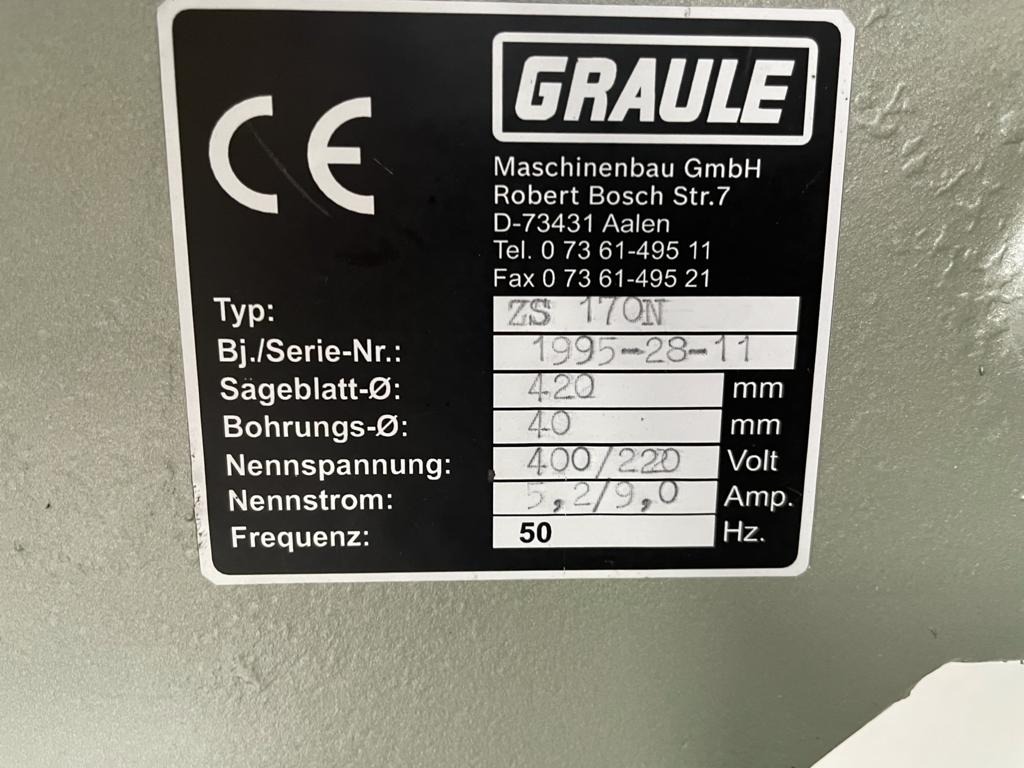 CE
GRAULE
Maschinenbau GmbH
Robert Bosch Str.7
D-73431 Aalen
Tel. 0 73 61-495 11
Fax 0 73 61-495 21
Typ: ZS 170N
Bj./Serie-Nr.: 1995-28-11
Sägeblatt-Ø: 420 mm
Bohrungs-Ø: 40 mm
Nennspannung: 400/220 Volt
Nennstrom: 5,2/9,0 Amp.
Frequenz: 50 Hz.